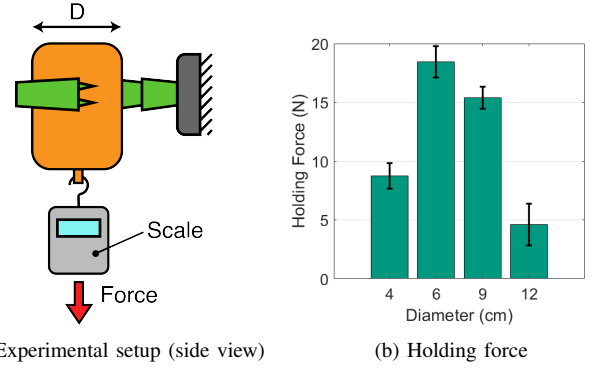 D
Scale
Force
Experimental setup (side view)
Holding Force (N)
20
15
10
5
0
4 6 9 12
Diameter (cm)
(b) Holding force